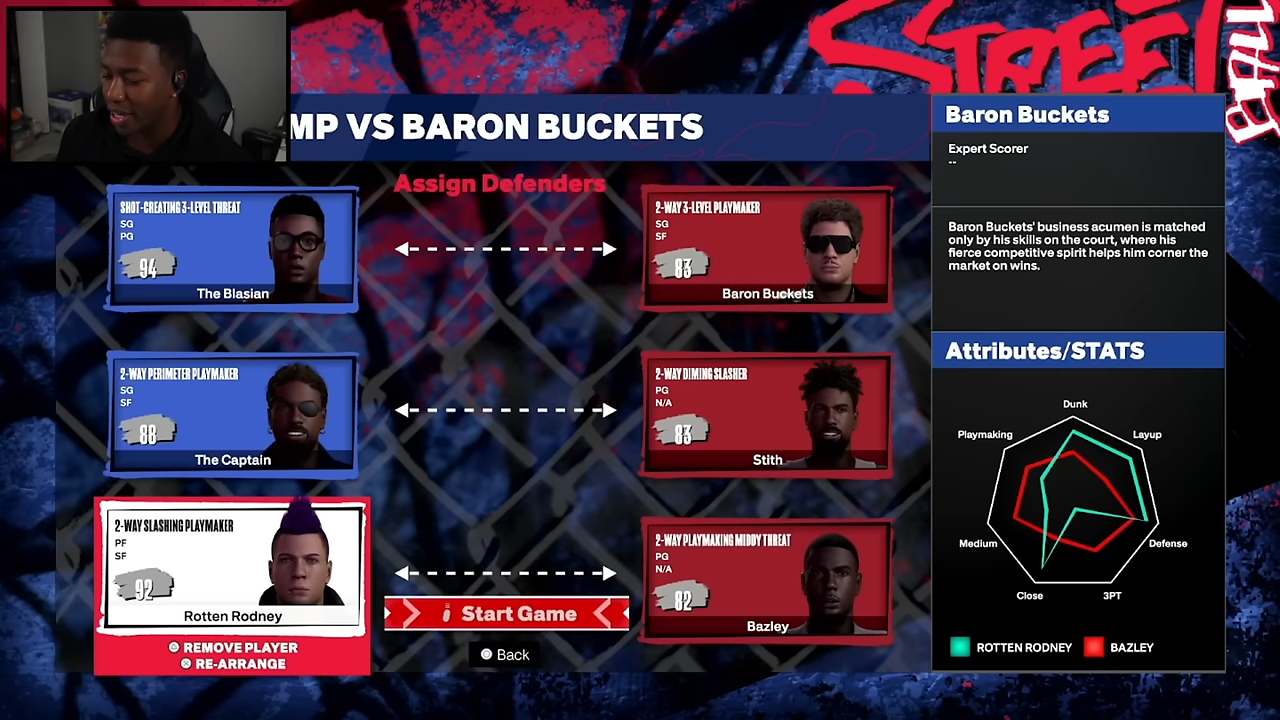 STREET
MP VS BARON BUCKETS
Assign Defenders
SHOT-CREATING 3-LEVEL THREAT
SG
PG
94
The Blasian
2-WAY 3-LEVEL PLAYMAKER
SG
SF
83
Baron Buckets
2-WAY PERIMETER PLAYMAKER
SG
SF
88
The Captain
2-WAY DIMING SLASHER
PG
N/A
83
Stith
2-WAY SLASHING PLAYMAKER
PF
SF
92
Rotten Rodney
2-WAY PLAYMAKING MIDDY THREAT
PG
N/A
82
Bazley
REMOVE PLAYER
RE-ARRANGE
Start Game
Back
Baron Buckets
Expert Scorer
--
Baron Buckets' business acumen is matched
only by his skills on the court, where his
fierce competitive spirit helps him corner the
market on wins.
Attributes/STATS
Dunk
Playmaking
Layup
Medium
Defense
Close
3PT
ROTTEN RODNEY
BAZLEY